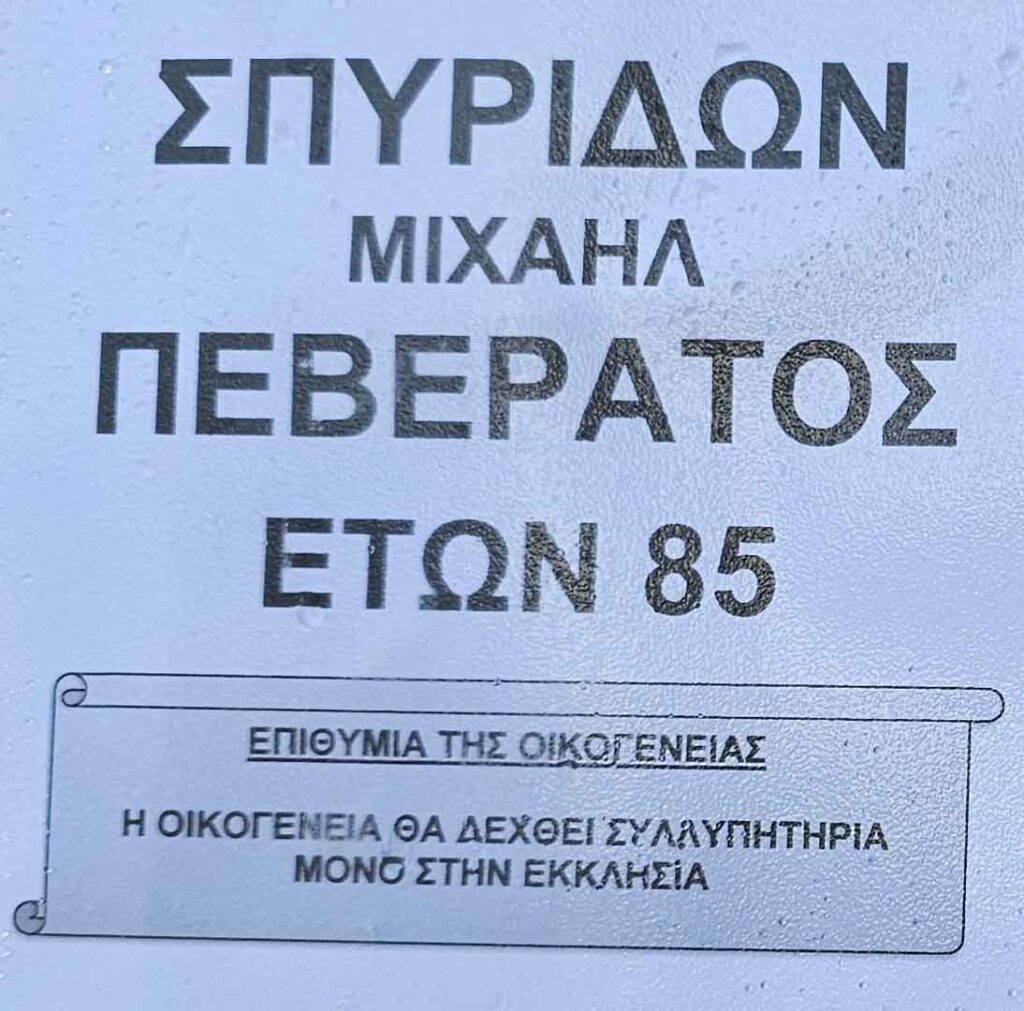 ΣΠΥΡΙΔΩΝ
ΜΙΧΑΗΛ
ΠΕΒΕΡΑΤΟΣ
ΕΤΩΝ 85
ΕΠΙΘΥΜΙΑ ΤΗΣ ΟΙΚΟΓΕΝΕΙΑΣ
Η ΟΙΚΟΓΕΝΕΙΑ ΘΑ ΔΕΧΘΕΙ ΣΥΛΛΥΠΗΤΗΡΙΑ
ΜΟΝΟ ΣΤΗΝ ΕΚΚΛΗΣΙΑ